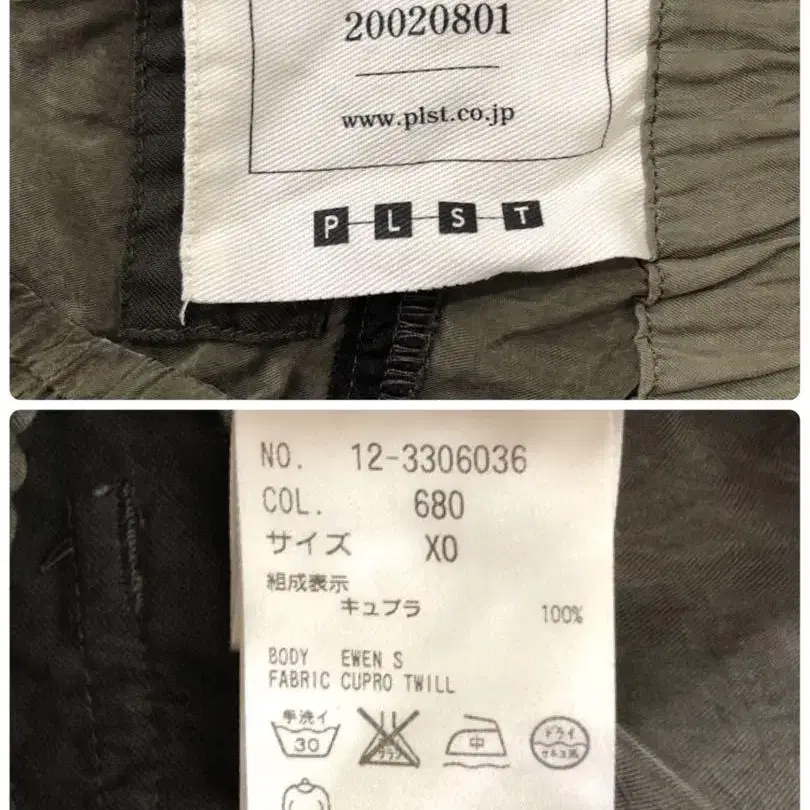 20020801
www.plst.co.jp
PLST
NO. 12-3306036
COL. 680
サイズ XO
組成表示
キュプラ 100%
BODY EWEN S
FABRIC CUPRO TWILL
手洗イ
30
中
ドライ